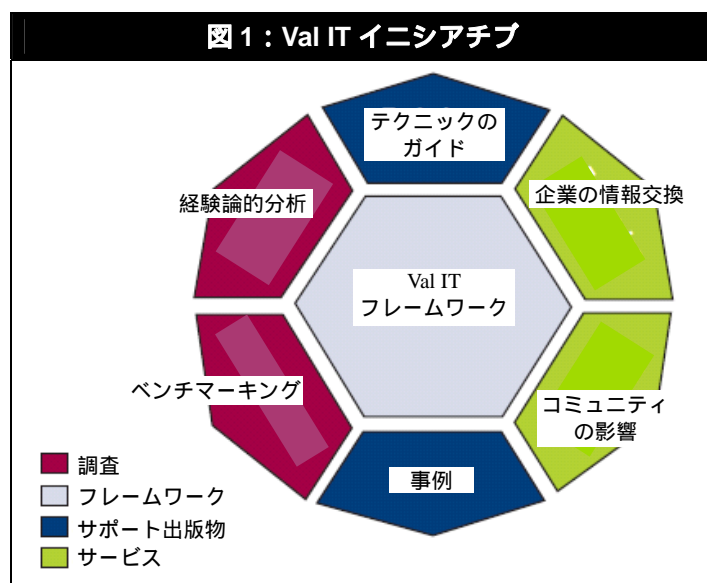 図 1：Val IT イニシアチブ
テクニックの
ガイド
経験論的分析
企業の情報交換
Val IT
フレームワーク
ベンチマーキング
コミュニティ
の影響
事例
調査
フレームワーク
サポート出版物
サービス